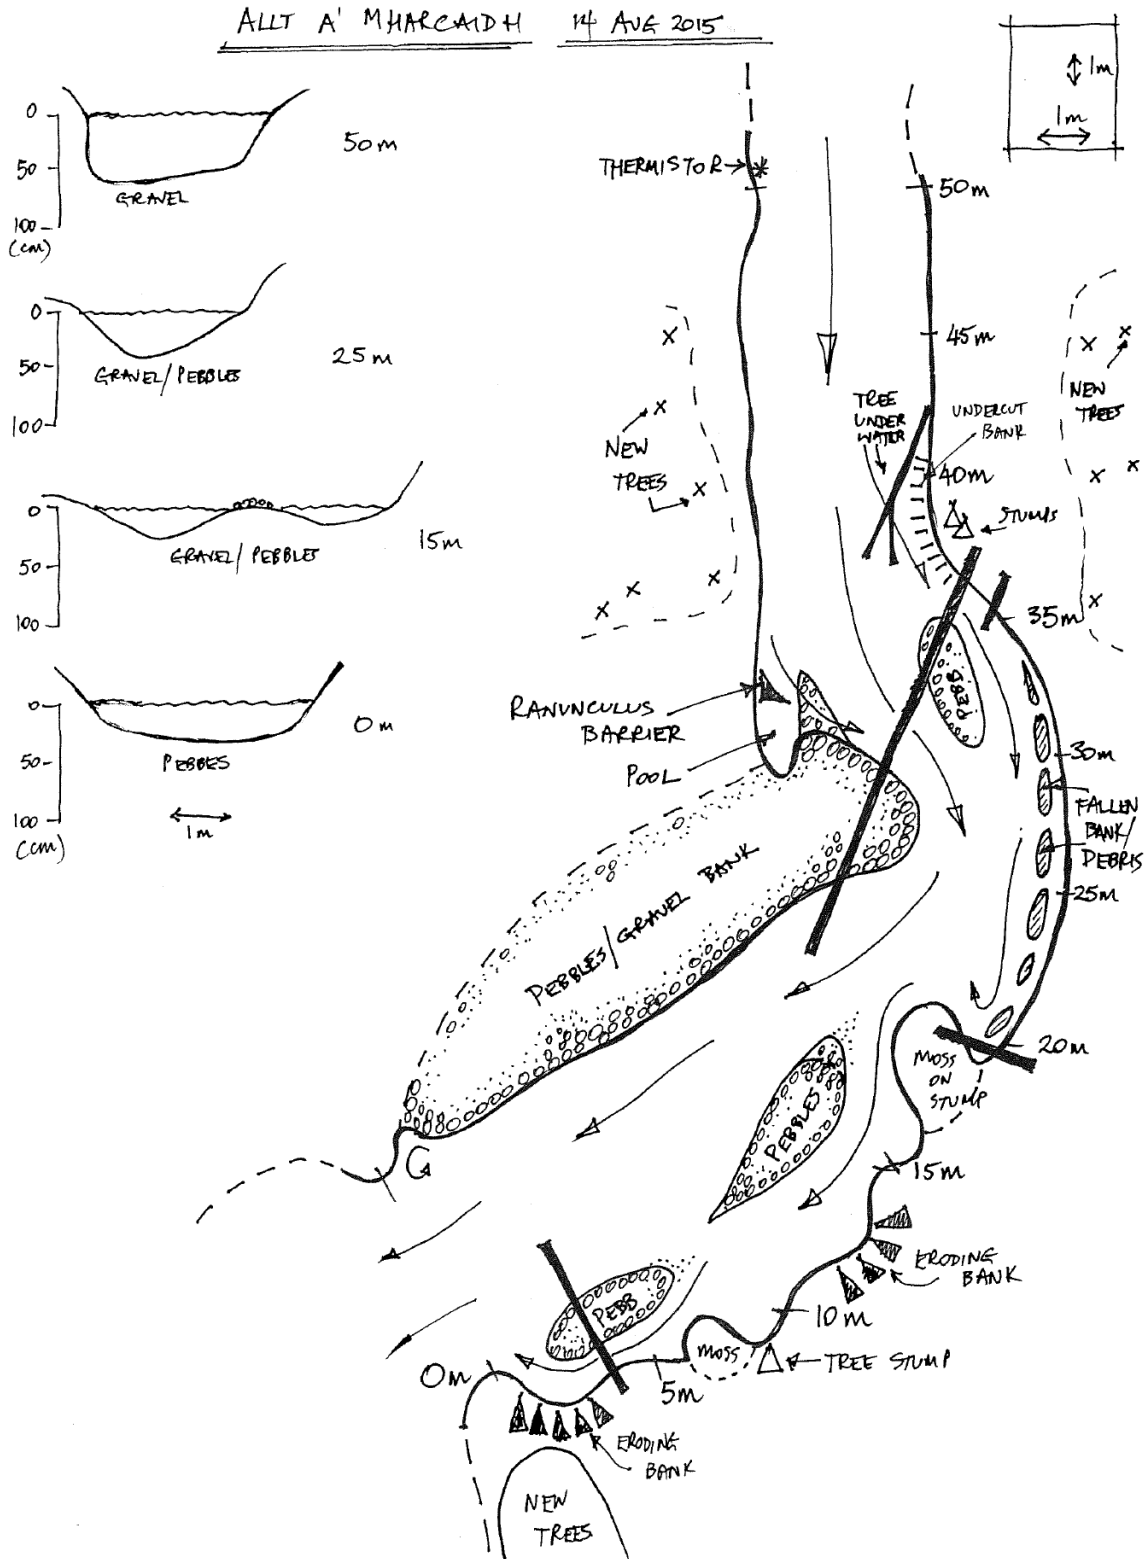 ALLT A' MHARCAIDH 14 AUG 2015
1m
1m
0
50
100
(cm)
GRAVEL
50m
0
50
100
GRAVEL/PEBBLES
25m
0
50
100
GRAVEL/PEBBLES
15m
0
50
100
(cm)
PEBBES
0m
1m
THERMISTOR
50m
45m
TREE
UNDER
WATER
UNDERCUT
BANK
40m
STUMPS
NEW
TREES
NEW
TREES
35m
PEBS
RANUNCULUS
BARRIER
POOL
30m
FALLEN
BANK/
DEBRIS
25m
PEBBLES/GRAVEL BANK
20m
MOSS
ON
STUMP
PEBBLES
15m
ERODING
BANK
10m
TREE STUMP
MOSS
PEBB
5m
0m
ERODING
BANK
NEW
TREES